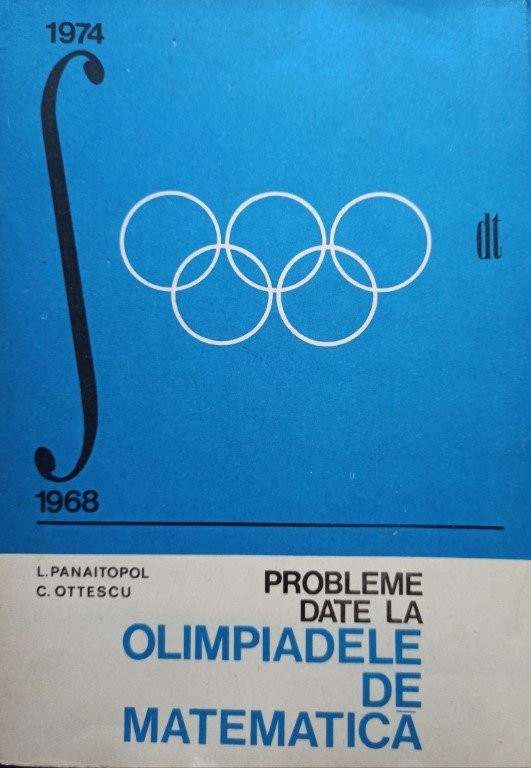 1974
∫
dt
1968
L.PANAITOPOL
C. OTTESCU
PROBLEME
DATE LA
OLIMPIADELE
DE
MATEMATICĂ